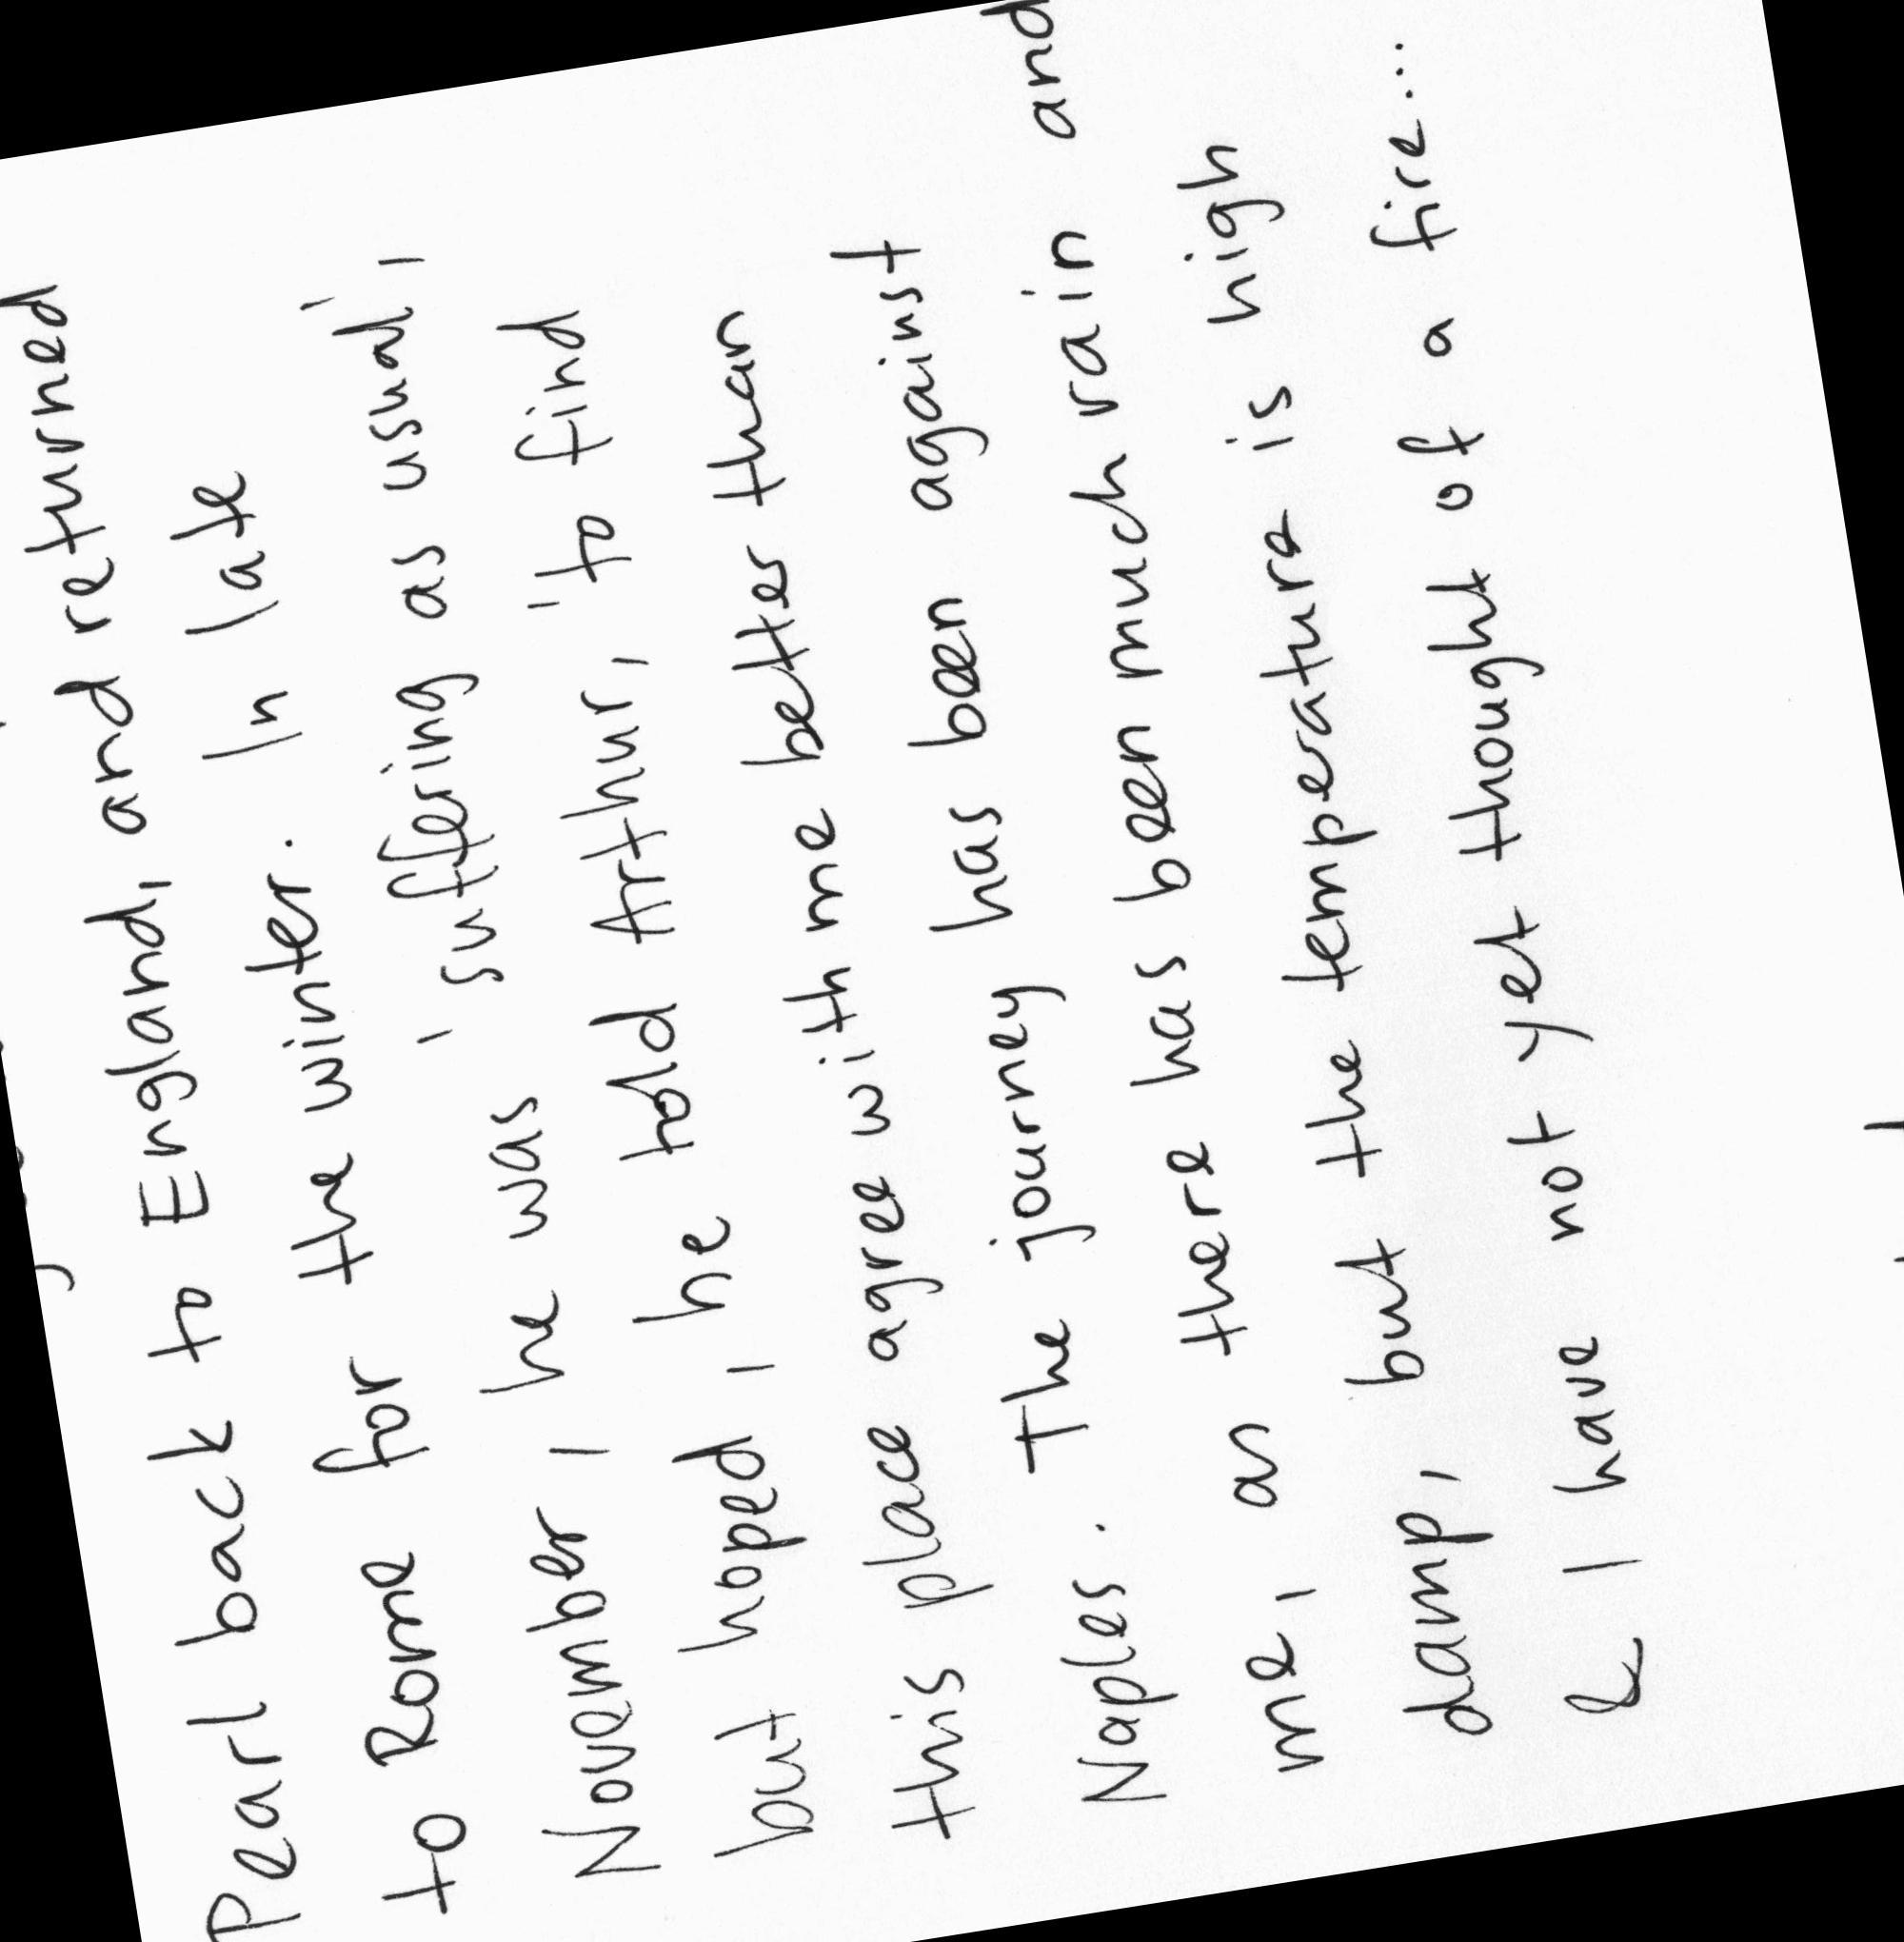 Pearl back to England, and returned
to Rome for the winter. In late
November, he was 'suffering as usual',
but hoped, he told Arthur, 'to find
this place agree with me better than
Naples. The journey has been against
me, an there has been much rain and
damp, but the temperature is high
& I have not yet thought of a fire...